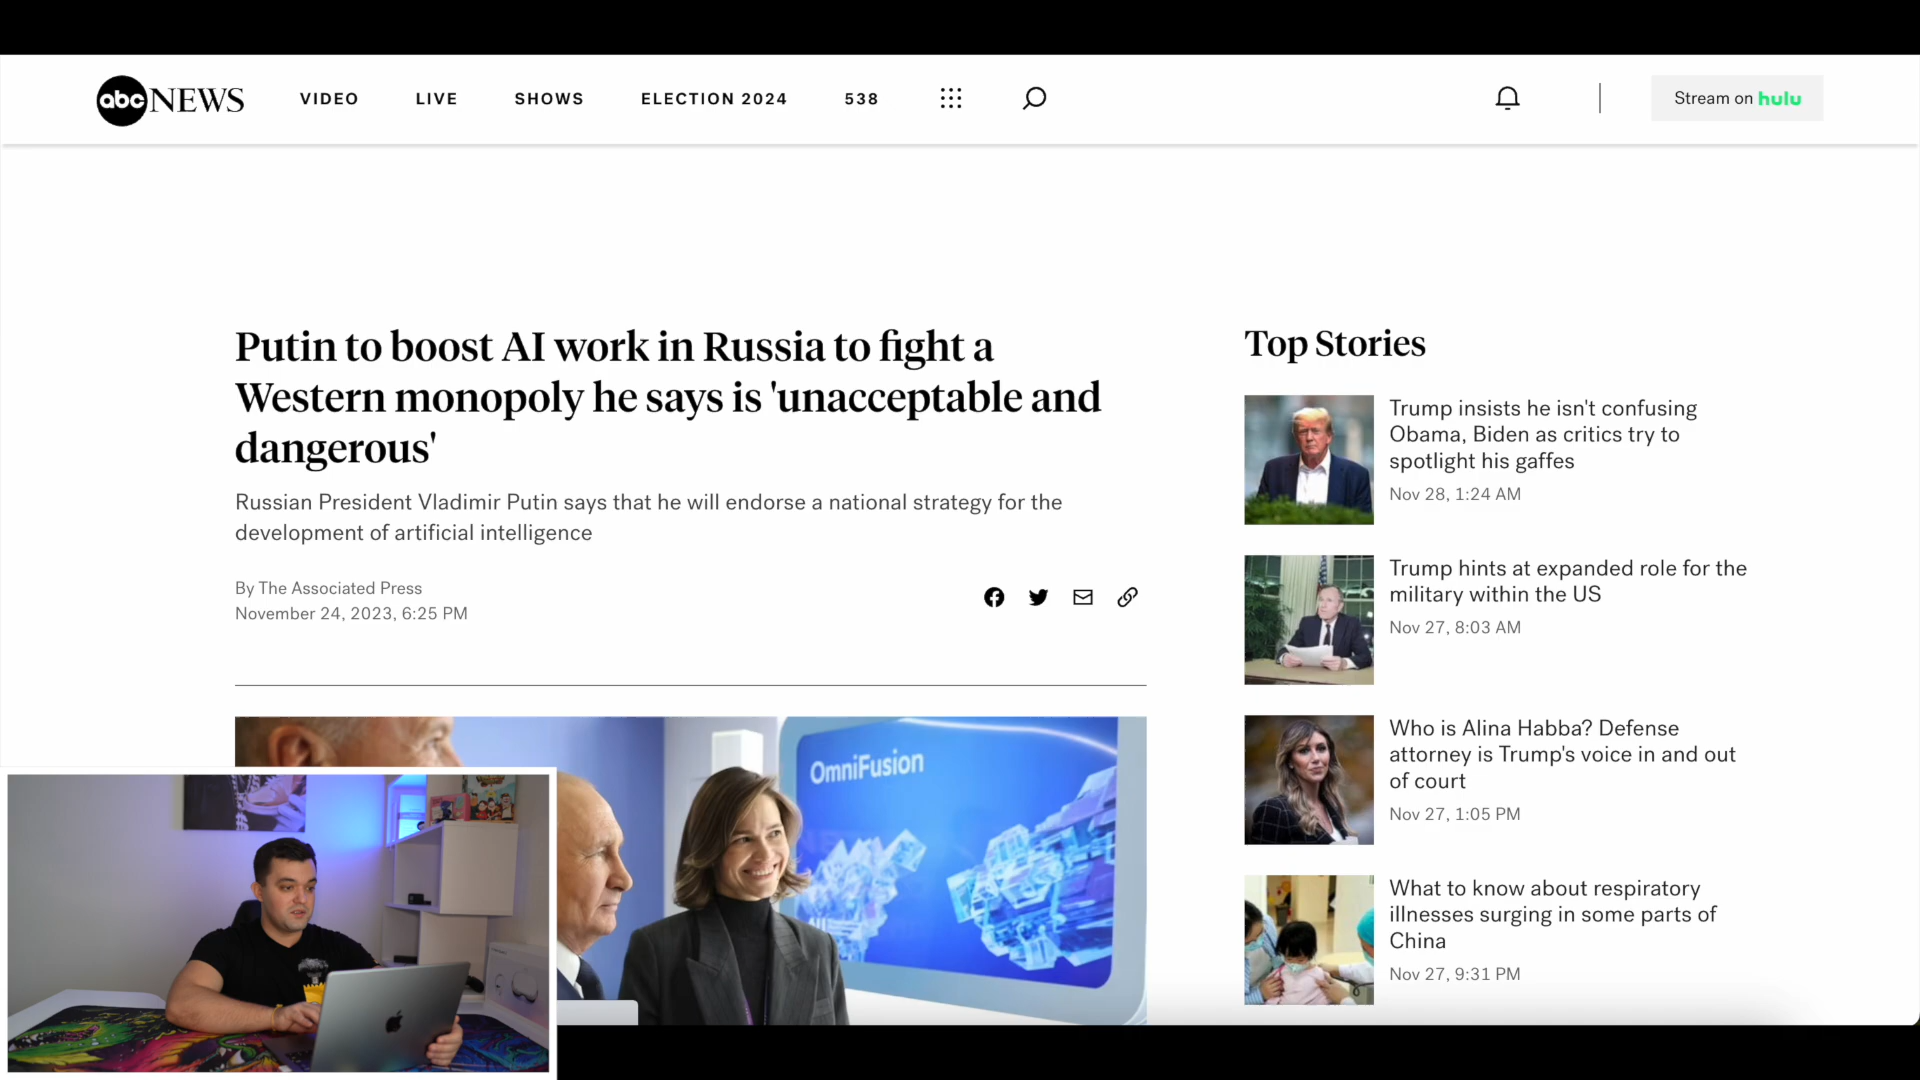 abc NEWS
VIDEO
LIVE
SHOWS
ELECTION 2024
538
Stream on hulu
Putin to boost AI work in Russia to fight a
Western monopoly he says is 'unacceptable and
dangerous'
Russian President Vladimir Putin says that he will endorse a national strategy for the
development of artificial intelligence
By The Associated Press
November 24, 2023, 6:25 PM
OmniFusion
Top Stories
Trump insists he isn't confusing
Obama, Biden as critics try to
spotlight his gaffes
Nov 28, 1:24 AM
Trump hints at expanded role for the
military within the US
Nov 27, 8:03 AM
Who is Alina Habba? Defense
attorney is Trump's voice in and out
of court
Nov 27, 1:05 PM
What to know about respiratory
illnesses surging in some parts of
China
Nov 27, 9:31 PM